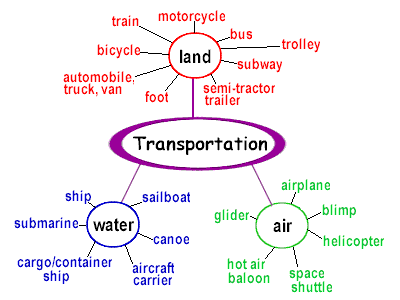 motorcycle
train
bus
trolley
bicycle
land
subway
automobile,
truck, van
foot
semi-tractor
trailer
Transportation
ship
sailboat
submarine
water
canoe
cargo/container
ship
aircraft
carrier
airplane
glider
blimp
air
helicopter
hot air
baloon
space
shuttle